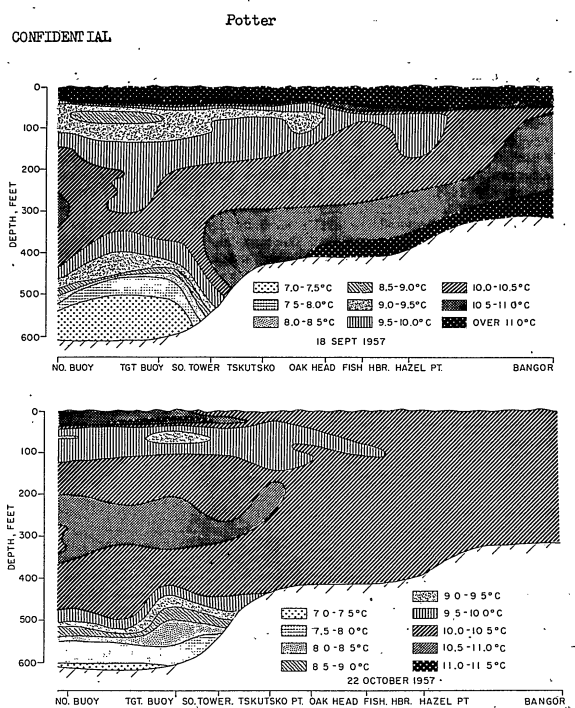 Potter
CONFIDENTIAL
0
100
200
300
400
500
600
DEPTH, FEET
7.0-7.5°C
7.5-8.0°C
8.0-8.5°C
8.5-9.0°C
9.0-9.5°C
9.5-10.0°C
10.0-10.5°C
10.5-11.0°C
OVER 11.0°C
18 SEPT 1957
NO. BUOY TGT BUOY SO. TOWER TSKUTSKO OAK HEAD FISH HBR. HAZEL PT. BANGOR
0
100
200
300
400
500
600
DEPTH, FEET
7.0-7.5°C
7.5-8.0°C
8.0-8.5°C
8.5-9.0°C
9.0-9.5°C
9.5-10.0°C
10.0-10.5°C
10.5-11.0°C
11.0-11.5°C
22 OCTOBER 1957
NO. BUOY TGT. BUOY SO. TOWER. TSKUTSKO PT. OAK HEAD FISH. HBR. HAZEL PT BANGOR